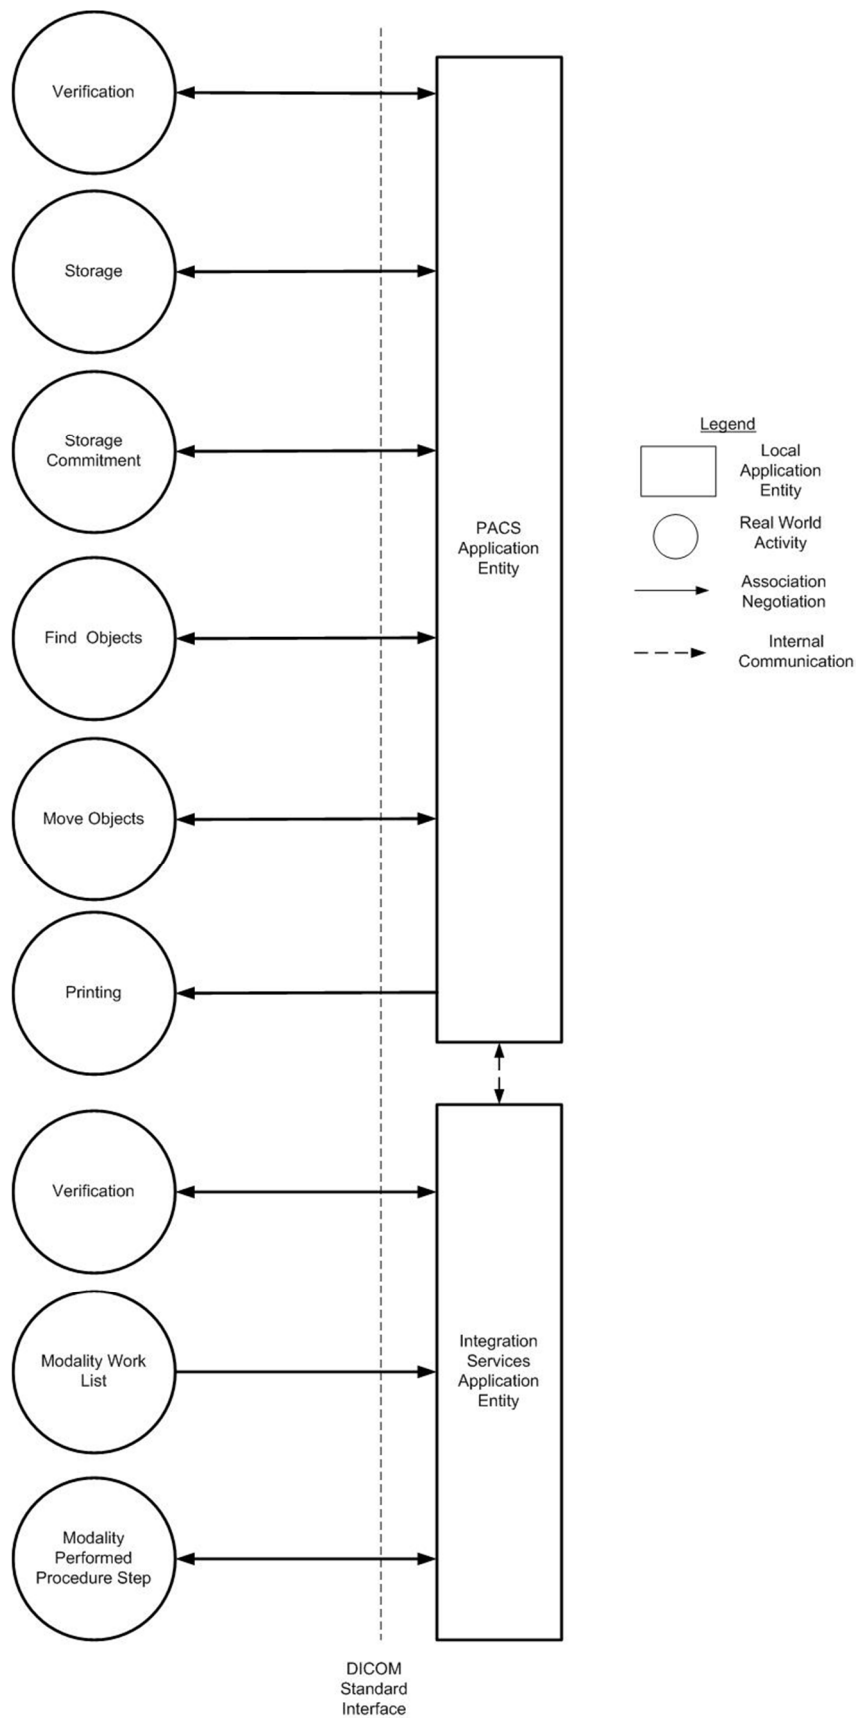 Verification
Storage
Storage
Commitment
Find Objects
Move Objects
Printing
Verification
Modality Work
List
Modality
Performed
Procedure Step
PACS
Application
Entity
Integration
Services
Application
Entity
DICOM
Standard
Interface
Legend
Local
Application
Entity
Real World
Activity
Association
Negotiation
Internal
Communication